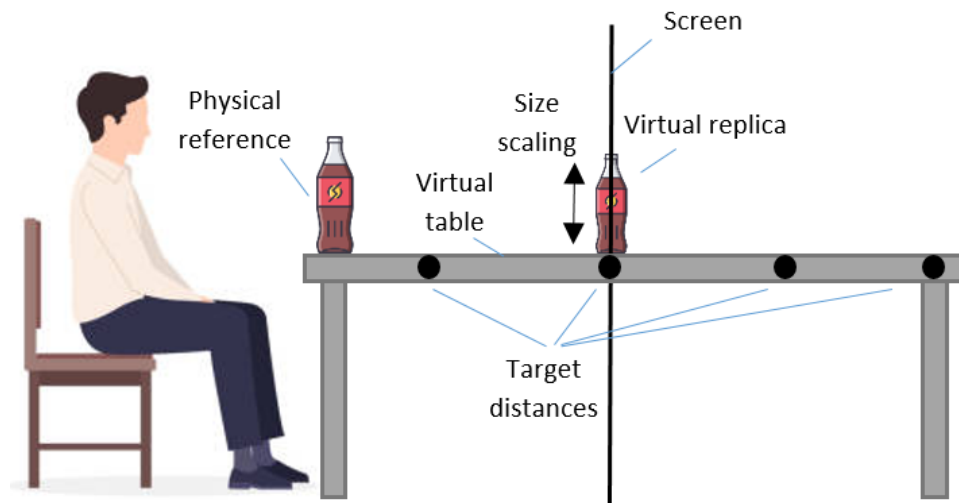 Screen
Physical
reference
Size
scaling
Virtual replica
Virtual
table
Target
distances